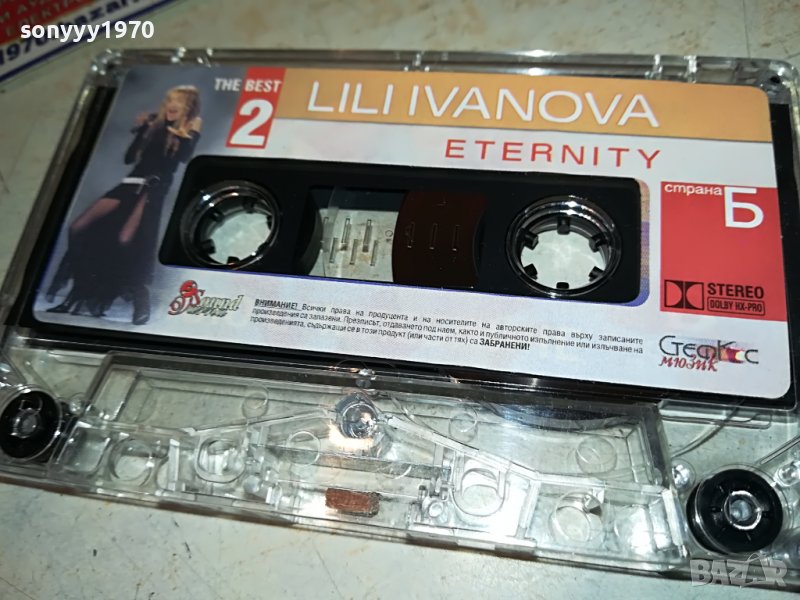 sonyyy1970
THE BEST
2
LILI IVANOVA
ETERNITY
страна
Б
STEREO
DOLBY HX-PRO
Sound
ВНИМАНИЕ! Всички права на продуцента и на носителите на авторските права върху записаните
произведения са запазени. Презаписът, отдаването под наем, както и публичното изпълнение или излъчване на
произведенията, съдържащи се в този продукт (или части от тях) са ЗАБРАНЕНИ!
СтефКос
МЮЗИК
BAZAR